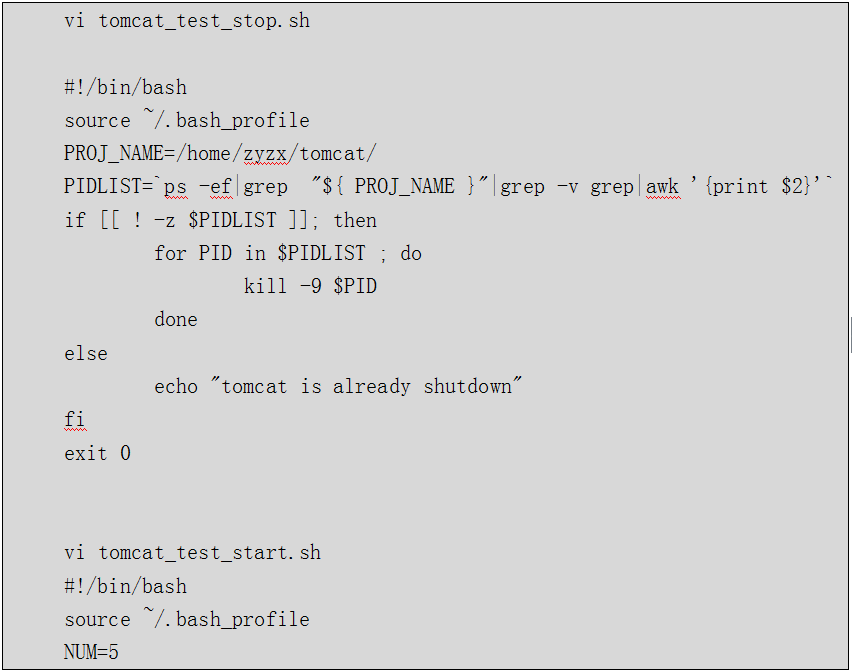 vi tomcat_test_stop.sh
#!/bin/bash
source ~/.bash_profile
PROJ_NAME=/home/zyzx/tomcat/
PIDLIST=`ps -ef|grep  "${ PROJ_NAME }"|grep -v grep|awk '{print $2}'`
if [[ ! -z $PIDLIST ]]; then
for PID in $PIDLIST ; do
kill -9 $PID
done
else
echo "tomcat is already shutdown"
fi
exit 0
vi tomcat_test_start.sh
#!/bin/bash
source ~/.bash_profile
NUM=5